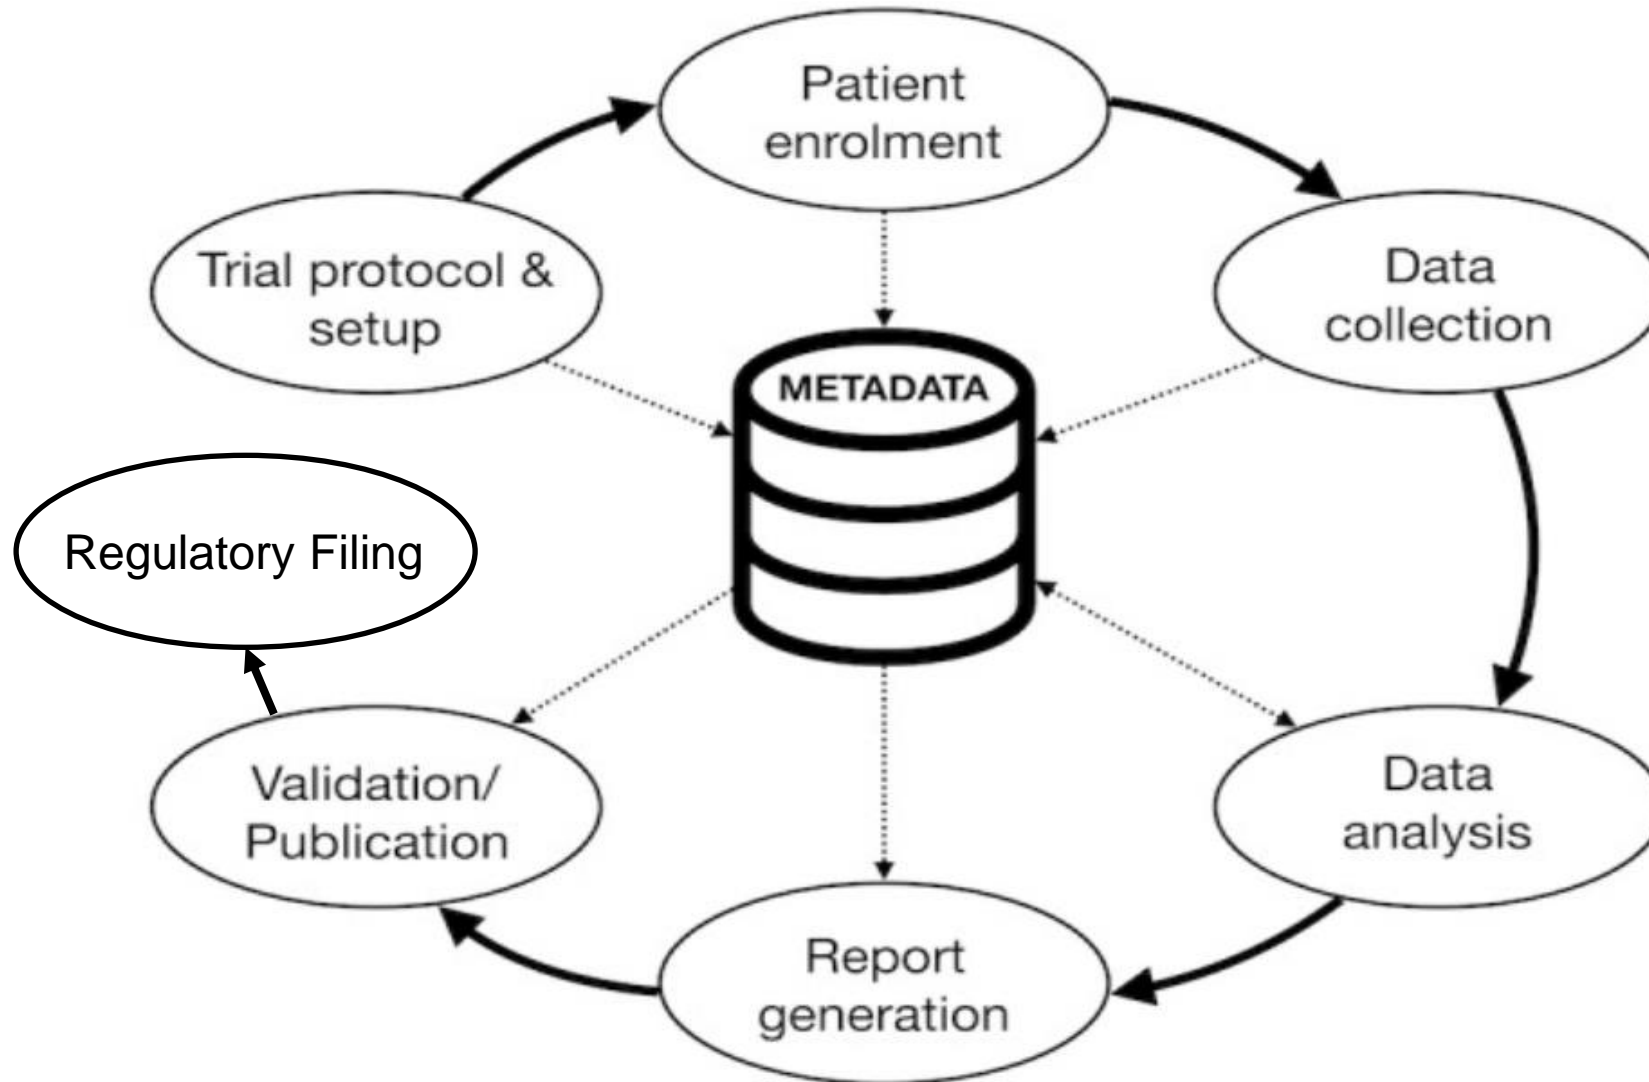 Patient
enrolment
Trial protocol &
setup
Data
collection
METADATA
Regulatory Filing
Validation/
Publication
Data
analysis
Report
generation